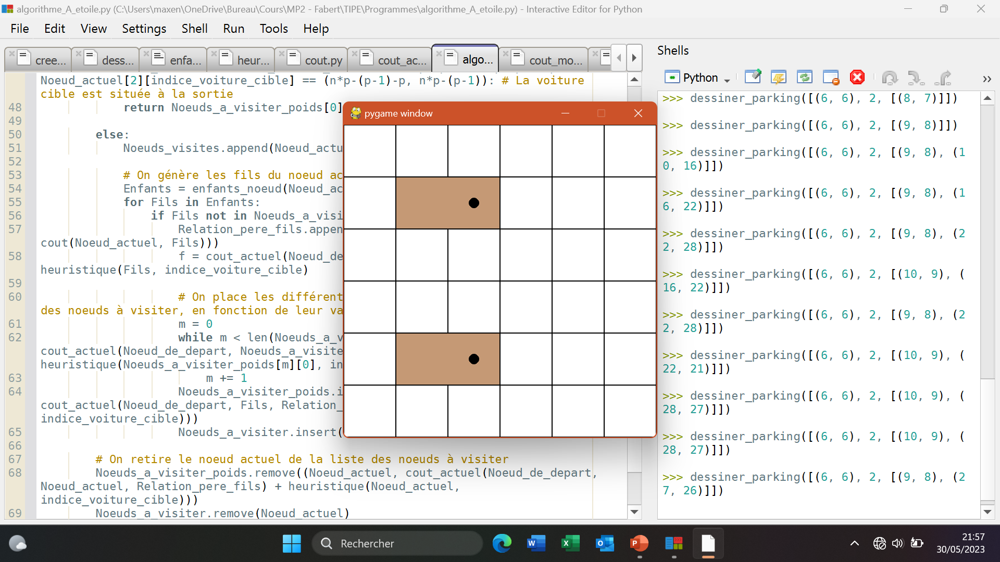 algorithme_A_etoile.py (C:\Users\maxen\OneDrive\Bureau\Cours\MP2 - Fabert\TIPE\Programmes\algorithme_A_etoile.py) - Interactive Editor for Python
File Edit View Settings Shell Run Tools Help
cree... dess... enfa... heur... cout.py cout_ac... algo... cout_mo...
Noeud_actuel[2][indice_voiture_cible] == (n*p-(p-1)-p, n*p-(p-1)): # La voiture
cible est située à la sortie
48 return Noeuds_a_visiter_poids[0]
49
50 else:
51 Noeuds_visites.append(Noeud_actu
52
53 # On génère les fils du noeud ac
54 Enfants = enfants_noeud(Noeud_ac
55 for Fils in Enfants:
56 if Fils not in Noeuds_a_visi
57 Relation_pere_fils.appen
cout(Noeud_actuel, Fils)))
58 f = cout_actuel(Noeud_de
heuristique(Fils, indice_voiture_cible)
59
60 # On place les différent
des noeuds à visiter, en fonction de leur va
61 m = 0
62 while m < len(Noeuds_a_v
cout_actuel(Noeud_de_depart, Noeuds_a_visite
heuristique(Noeuds_a_visiter_poids[m][0], in
63 m += 1
64 Noeuds_a_visiter_poids.i
cout_actuel(Noeud_de_depart, Fils, Relation_
indice_voiture_cible)))
65 Noeuds_a_visiter.insert(
66
67 # On retire le noeud actuel de la liste des noeuds à visiter
68 Noeuds_a_visiter_poids.remove((Noeud_actuel, cout_actuel(Noeud_de_depart,
Noeud_actuel, Relation_pere_fils) + heuristique(Noeud_actuel,
indice_voiture_cible)))
69 Noeuds_a_visiter.remove(Noeud_actuel)
pygame window
Shells
Python
>>> dessiner_parking([(6, 6), 2, [(8, 7)]])
>>> dessiner_parking([(6, 6), 2, [(9, 8)]])
>>> dessiner_parking([(6, 6), 2, [(9, 8), (1
0, 16)]])
>>> dessiner_parking([(6, 6), 2, [(9, 8), (1
6, 22)]])
>>> dessiner_parking([(6, 6), 2, [(9, 8), (2
2, 28)]])
>>> dessiner_parking([(6, 6), 2, [(10, 9), (
16, 22)]])
>>> dessiner_parking([(6, 6), 2, [(9, 8), (2
2, 28)]])
>>> dessiner_parking([(6, 6), 2, [(10, 9), (
22, 21)]])
>>> dessiner_parking([(6, 6), 2, [(10, 9), (
28, 27)]])
>>> dessiner_parking([(6, 6), 2, [(10, 9), (
28, 27)]])
>>> dessiner_parking([(6, 6), 2, [(9, 8), (2
7, 26)]])
Rechercher
21:57
30/05/2023